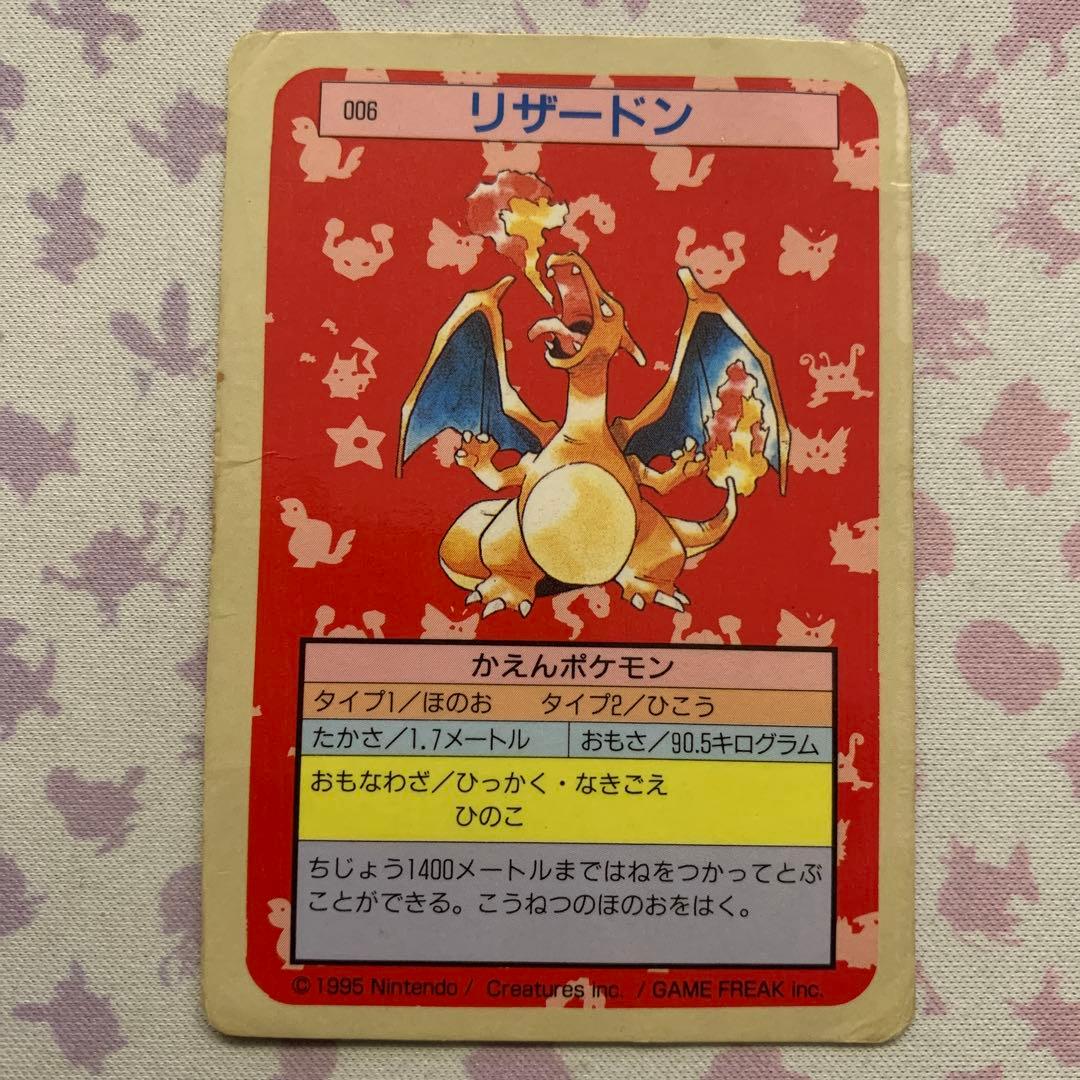 006 リザードン
かえんポケモン
タイプ1／ほのお　タイプ2／ひこう
たかさ／1.7メートル　おもさ／90.5キログラム
おもなわざ／ひっかく・なきごえ
ひのこ
ちじょう1400メートルまではねをつかってとぶ
ことができる。こうねつのほのおをはく。
©1995 Nintendo / Creatures inc. / GAME FREAK inc.